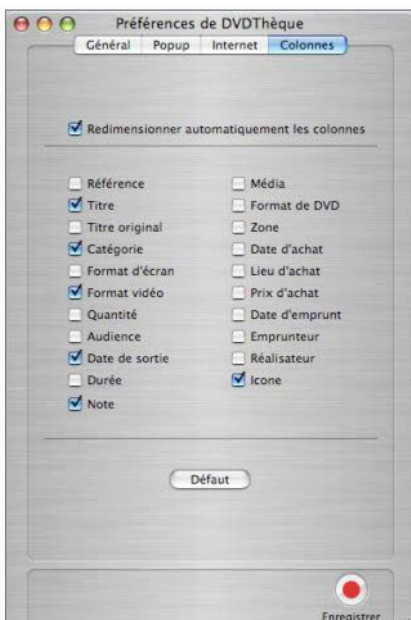 Préférences de DVDThèque
Général Popup Internet Colonnes
Redimensionner automatiquement les colonnes
Référence
Titre
Titre original
Catégorie
Format d'écran
Format vidéo
Quantité
Audience
Date de sortie
Durée
Note
Média
Format de DVD
Zone
Date d'achat
Lieu d'achat
Prix d'achat
Date d'emprunt
Emprunteur
Réalisateur
Icone
Défaut
Enregistrer